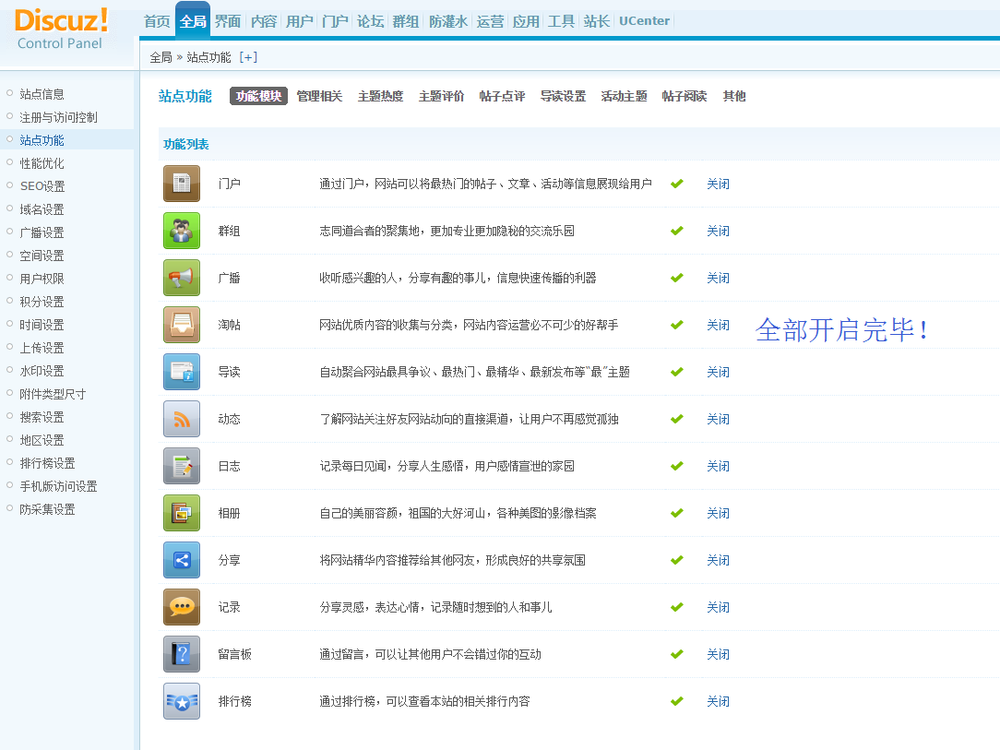 Discuz!
Control Panel
首页 全局 界面 内容 用户 门户 论坛 群组 防灌水 运营 应用 工具 站长 UCenter
全局 » 站点功能 [+]
站点信息
注册与访问控制
站点功能
性能优化
SEO设置
域名设置
广播设置
空间设置
用户权限
积分设置
时间设置
上传设置
水印设置
附件类型尺寸
搜索设置
地区设置
排行榜设置
手机版访问设置
防采集设置
站点功能 功能模块 管理相关 主题热度 主题评价 帖子点评 导读设置 活动主题 帖子阅读 其他
功能列表
门户 通过门户，网站可以将最热门的帖子、文章、活动等信息展现给用户 关闭
群组 志同道合者的聚集地，更加专业更加隐秘的交流乐园 关闭
广播 收听感兴趣的人，分享有趣的事儿，信息快速传播的利器 关闭
淘帖 网站优质内容的收集与分类，网站内容运营必不可少的好帮手 关闭 全部开启完毕！
导读 自动聚合网站最具争议、最热门、最精华、最新发布等“最”主题 关闭
动态 了解网站关注好友网站动向的直接渠道，让用户不再感觉孤独 关闭
日志 记录每日见闻，分享人生感悟，用户感情宣泄的家园 关闭
相册 自己的美丽容颜，祖国的大好河山，各种美图的影像档案 关闭
分享 将网站精华内容推荐给其他网友，形成良好的共享氛围 关闭
记录 分享灵感，表达心情，记录随时想到的人和事儿 关闭
留言板 通过留言，可以让其他用户不会错过你的互动 关闭
排行榜 通过排行榜，可以查看本站的相关排行内容 关闭